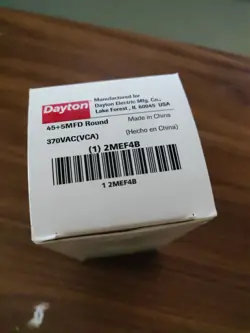 Dayton
Manufactured for
Dayton Electric Mfg. Co.,
Lake Forest, IL 60045 USA
45+5MFD Round
Made in China
370VAC(VCA)
(Hecho en China)
(1) 2MEF4B
1 2MEF4B